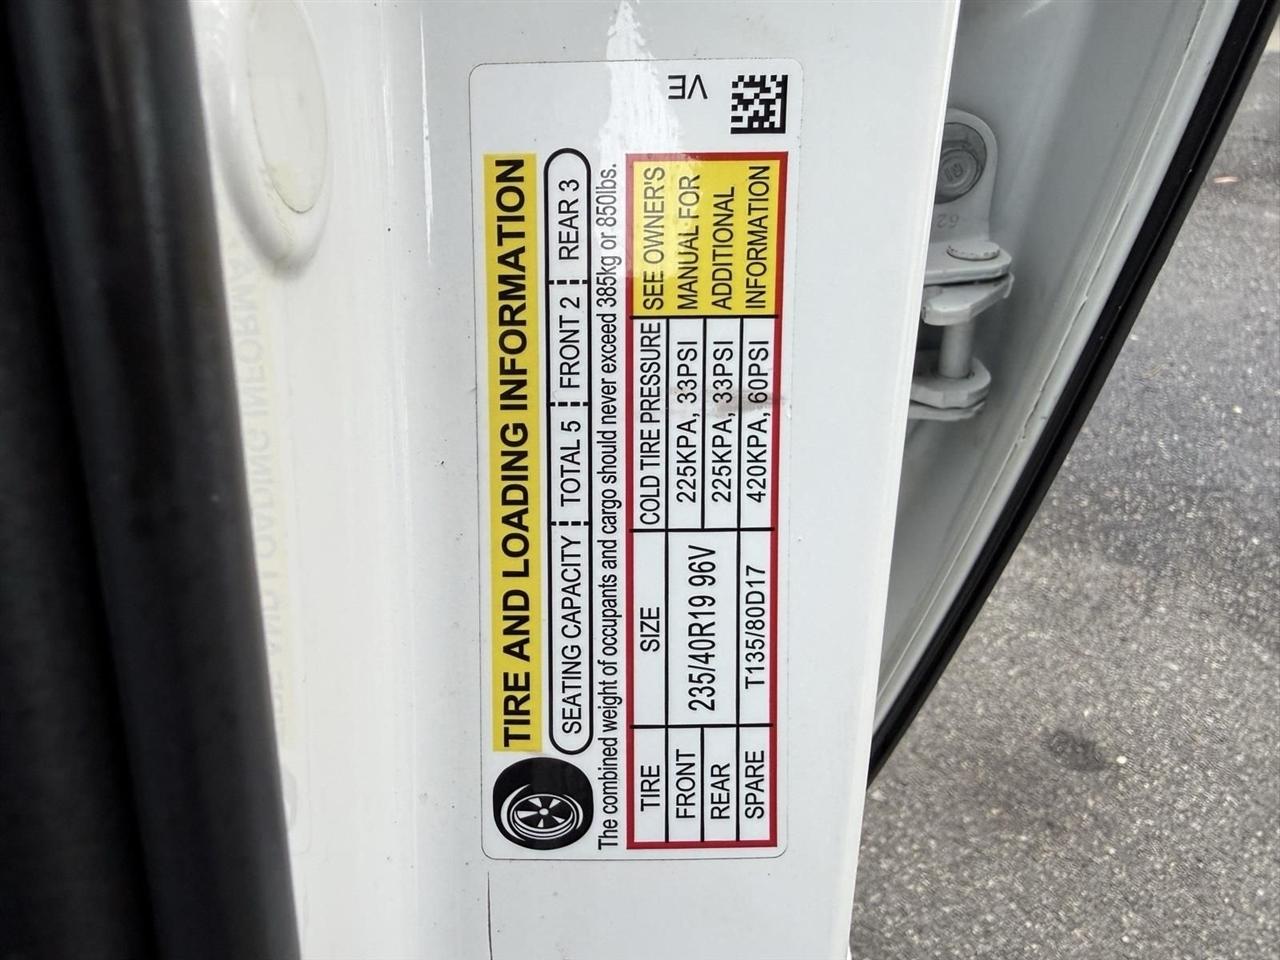 VE
TIRE AND LOADING INFORMATION
SEATING CAPACITY TOTAL 5 FRONT 2 REAR 3
The combined weight of occupants and cargo should never exceed 385kg or 850lbs.
TIRE SIZE COLD TIRE PRESSURE
FRONT 235/40R19 96V 225KPA, 33PSI
REAR 225KPA, 33PSI
SPARE T135/80D17 420KPA, 60PSI
SEE OWNER'S
MANUAL FOR
ADDITIONAL
INFORMATION
62